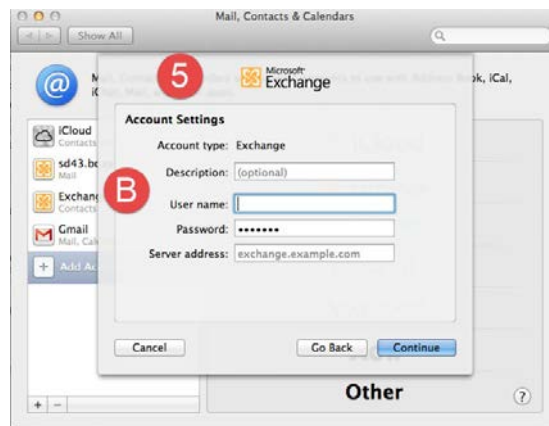 Mail, Contacts & Calendars
Show All
5
Microsoft
Exchange
Account Settings
Account type: Exchange
Description: (optional)
B
User name:
Password: •••••••
Server address: exchange.example.com
Cancel
Go Back
Continue
iCloud
Contacts
sd43.bc
Mail
Exchang
Contacts
Gmail
Mail, Cale
Add Ac
ok, iCal,
Other
+ −
?